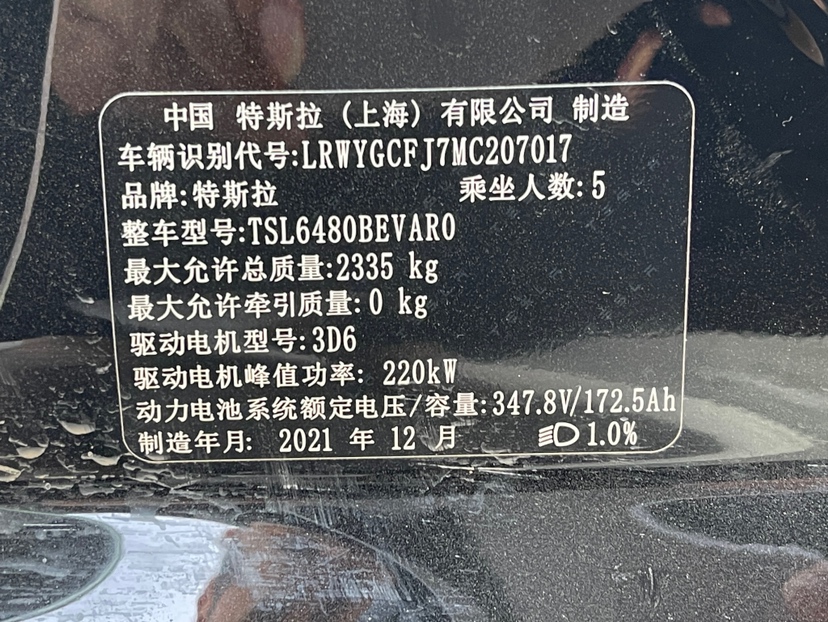 中国 特斯拉 (上海) 有限公司 制造
车辆识别代号:LRWYGCFJ7MC207017
品牌:特斯拉 乘坐人数:5
整车型号:TSL6480BEVAR0
最大允许总质量:2335 kg
最大允许牵引质量:0 kg
驱动电机型号:3D6
驱动电机峰值功率: 220kW
动力电池系统额定电压/容量:347.8V/172.5Ah
制造年月: 2021 年 12 月 1.0%